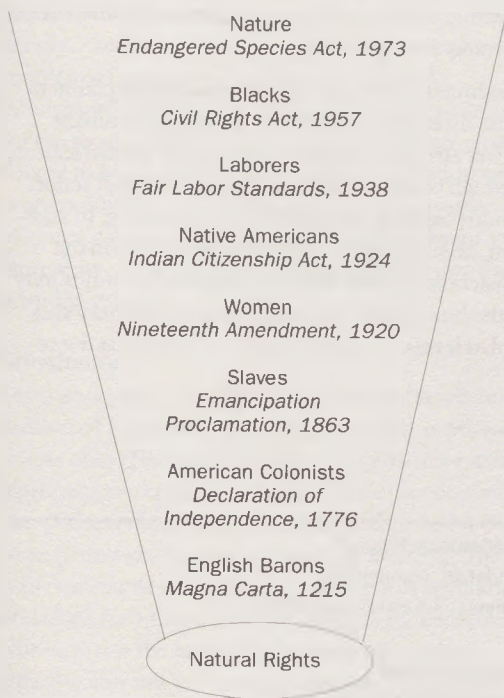 Nature
Endangered Species Act, 1973
Blacks
Civil Rights Act, 1957
Laborers
Fair Labor Standards, 1938
Native Americans
Indian Citizenship Act, 1924
Women
Nineteenth Amendment, 1920
Slaves
Emancipation
Proclamation, 1863
American Colonists
Declaration of
Independence, 1776
English Barons
Magna Carta, 1215
Natural Rights